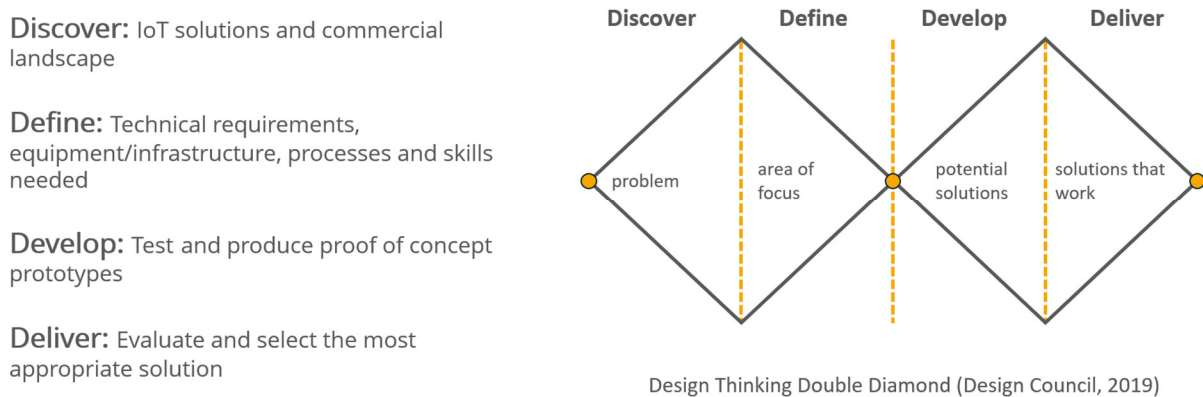 Discover: IoT solutions and commercial
landscape
Define: Technical requirements,
equipment/infrastructure, processes and skills
needed
Develop: Test and produce proof of concept
prototypes
Deliver: Evaluate and select the most
appropriate solution
Discover Define Develop Deliver
problem
area of
focus
potential
solutions
solutions that
work
Design Thinking Double Diamond (Design Council, 2019)